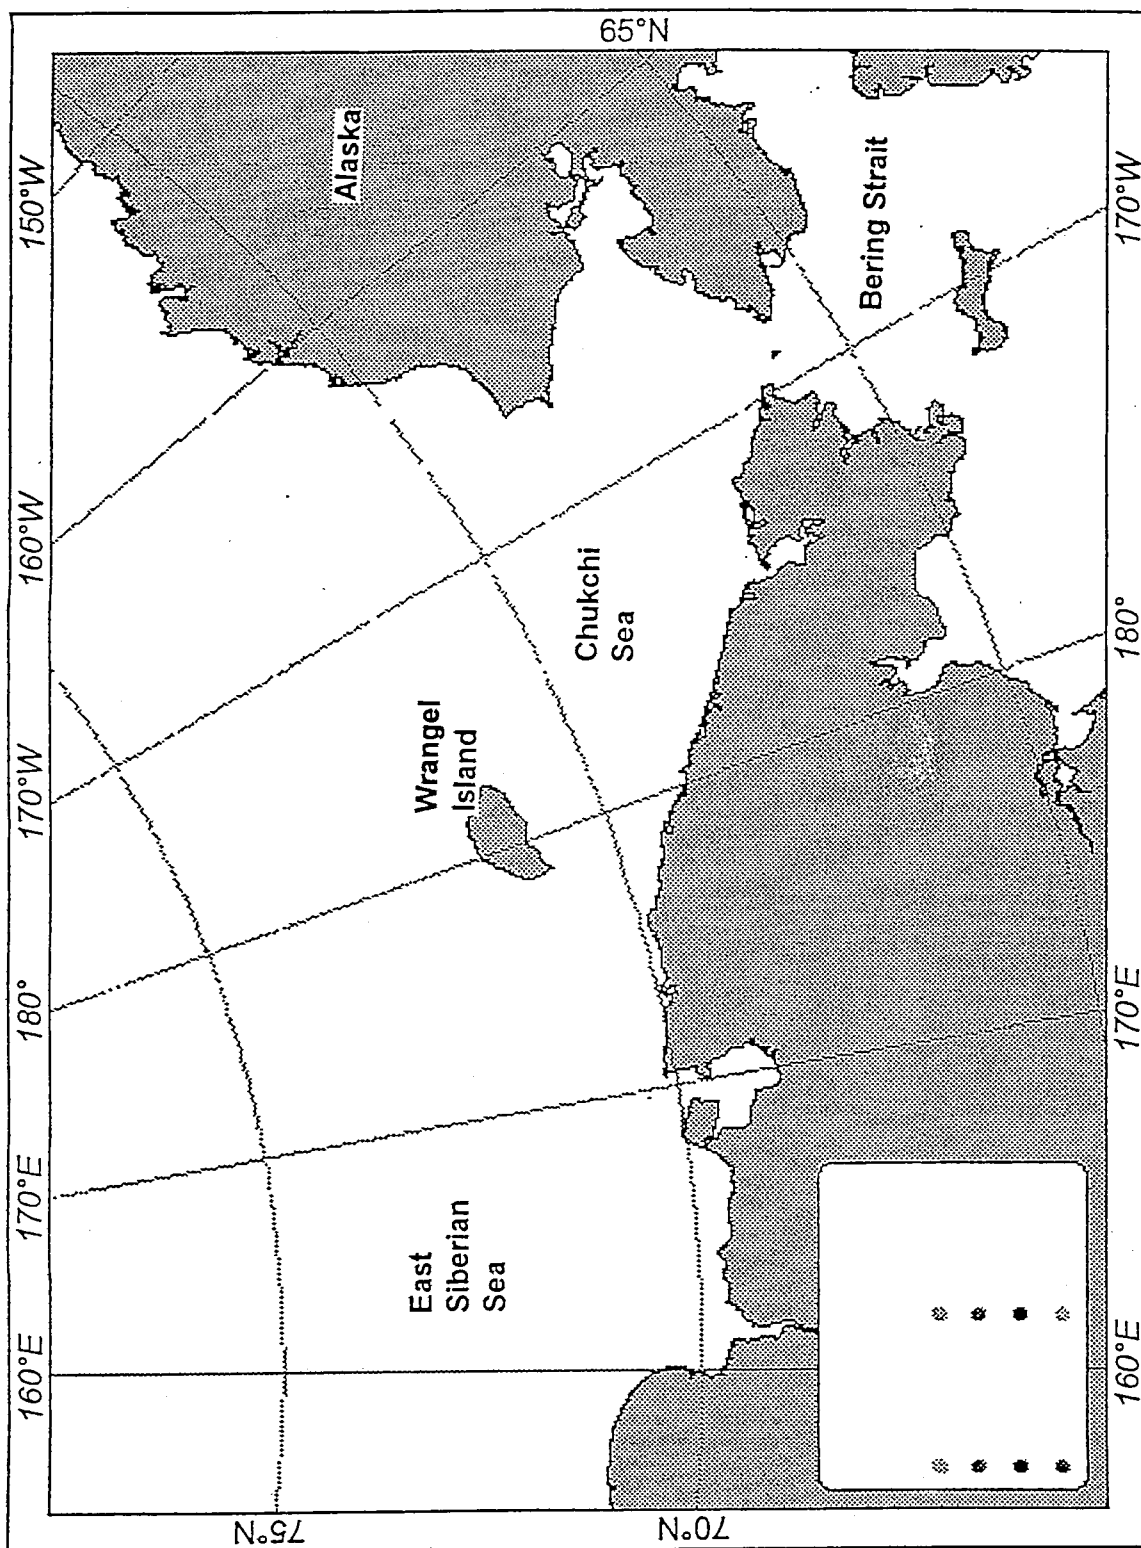 160°E
170°E
180°
170°W
160°W
150°W
75°N
70°N
65°N
East
Siberian
Sea
Wrangel
Island
Chukchi
Sea
Alaska
Bering Strait
160°E
170°E
180°
170°W